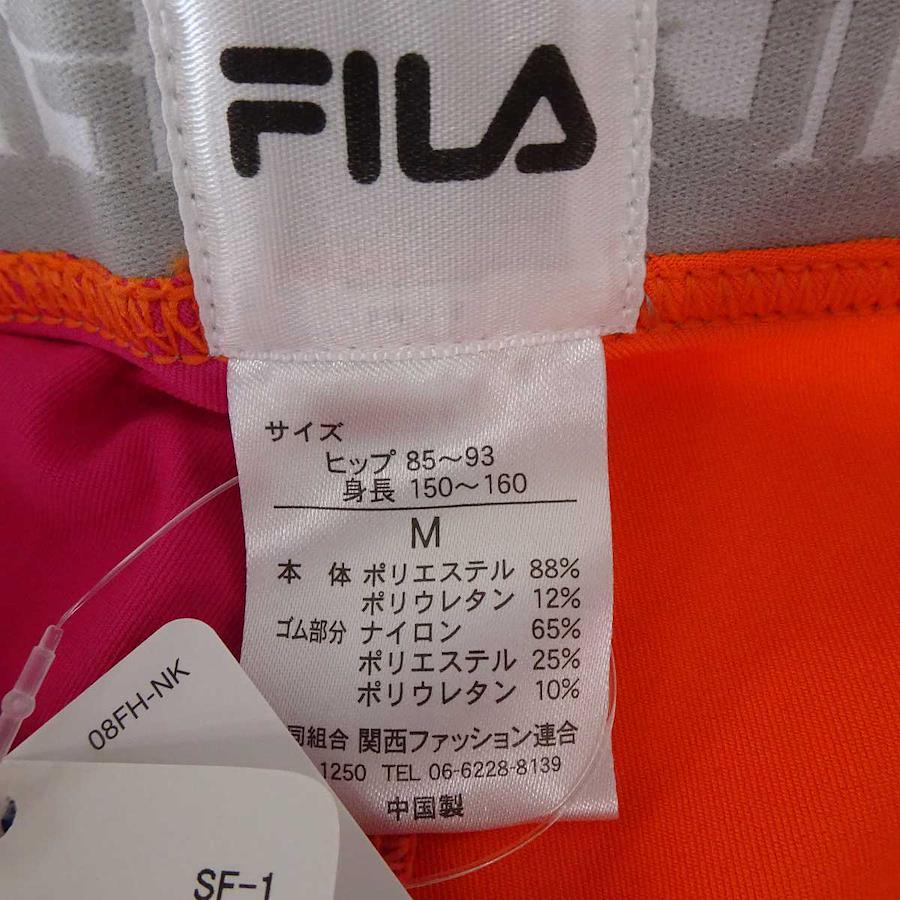 FILA
サイズ
ヒップ 85～93
身長 150～160
M
本 体 ポリエステル 88%
ポリウレタン 12%
ゴム部分 ナイロン 65%
ポリエステル 25%
ポリウレタン 10%
同組合 関西ファッション連合
1250 TEL 06-6228-8139
中国製
08FH-NK
SF-1